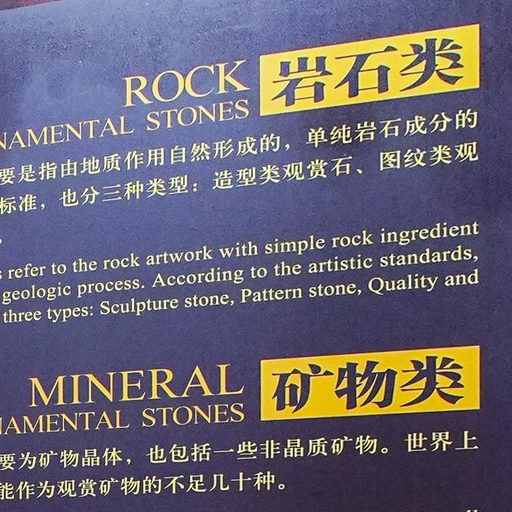 ROCK 岩石类
NAMENTAL STONES
要是指由地质作用自然形成的，单纯岩石成分的
标准，也分三种类型：造型类观赏石、图纹类观
。
s refer to the rock artwork with simple rock ingredient
geologic process. According to the artistic standards,
three types: Sculpture stone, Pattern stone, Quality and
MINERAL 矿物类
NAMENTAL STONES
要为矿物晶体，也包括一些非晶质矿物。世界上
能作为观赏矿物的不足几十种。